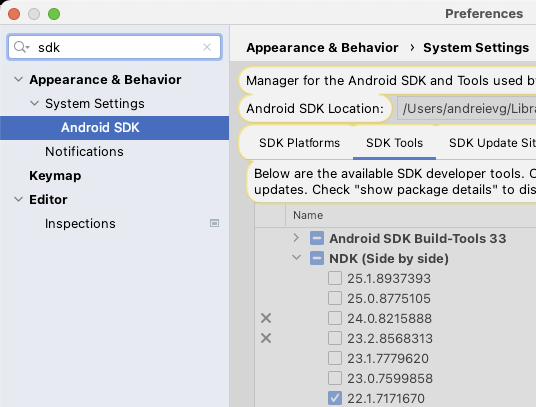 Preferences
sdk
Appearance & Behavior
System Settings
Android SDK
Notifications
Keymap
Editor
Inspections
Appearance & Behavior › System Settings
Manager for the Android SDK and Tools used by
Android SDK Location: /Users/andreievg/Libra
SDK Platforms SDK Tools SDK Update Sit
Below are the available SDK developer tools. O
updates. Check "show package details" to dis
Name
Android SDK Build-Tools 33
NDK (Side by side)
25.1.8937393
25.0.8775105
24.0.8215888
23.2.8568313
23.1.7779620
23.0.7599858
22.1.7171670